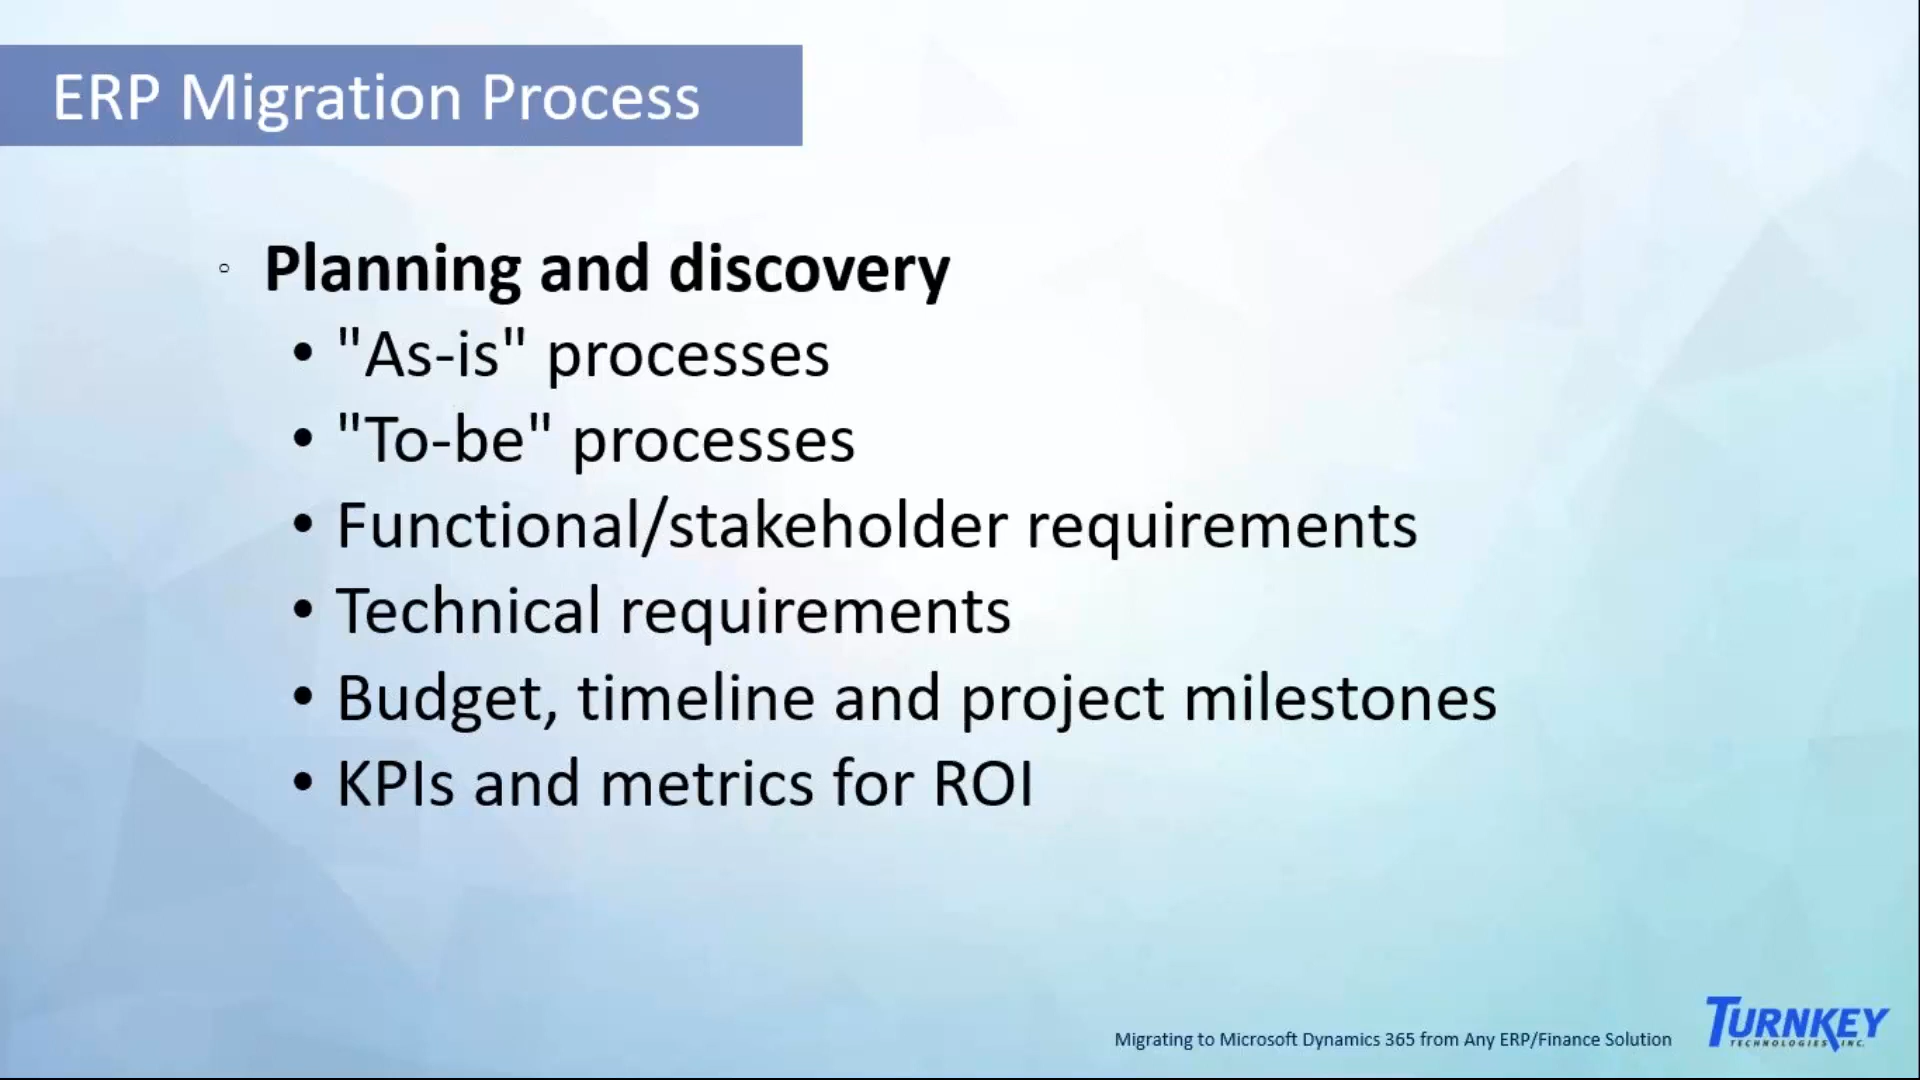 ERP Migration Process
◦ Planning and discovery
• "As-is" processes
• "To-be" processes
• Functional/stakeholder requirements
• Technical requirements
• Budget, timeline and project milestones
• KPIs and metrics for ROI
Migrating to Microsoft Dynamics 365 from Any ERP/Finance Solution
TURNKEY
TECHNOLOGIES, INC.